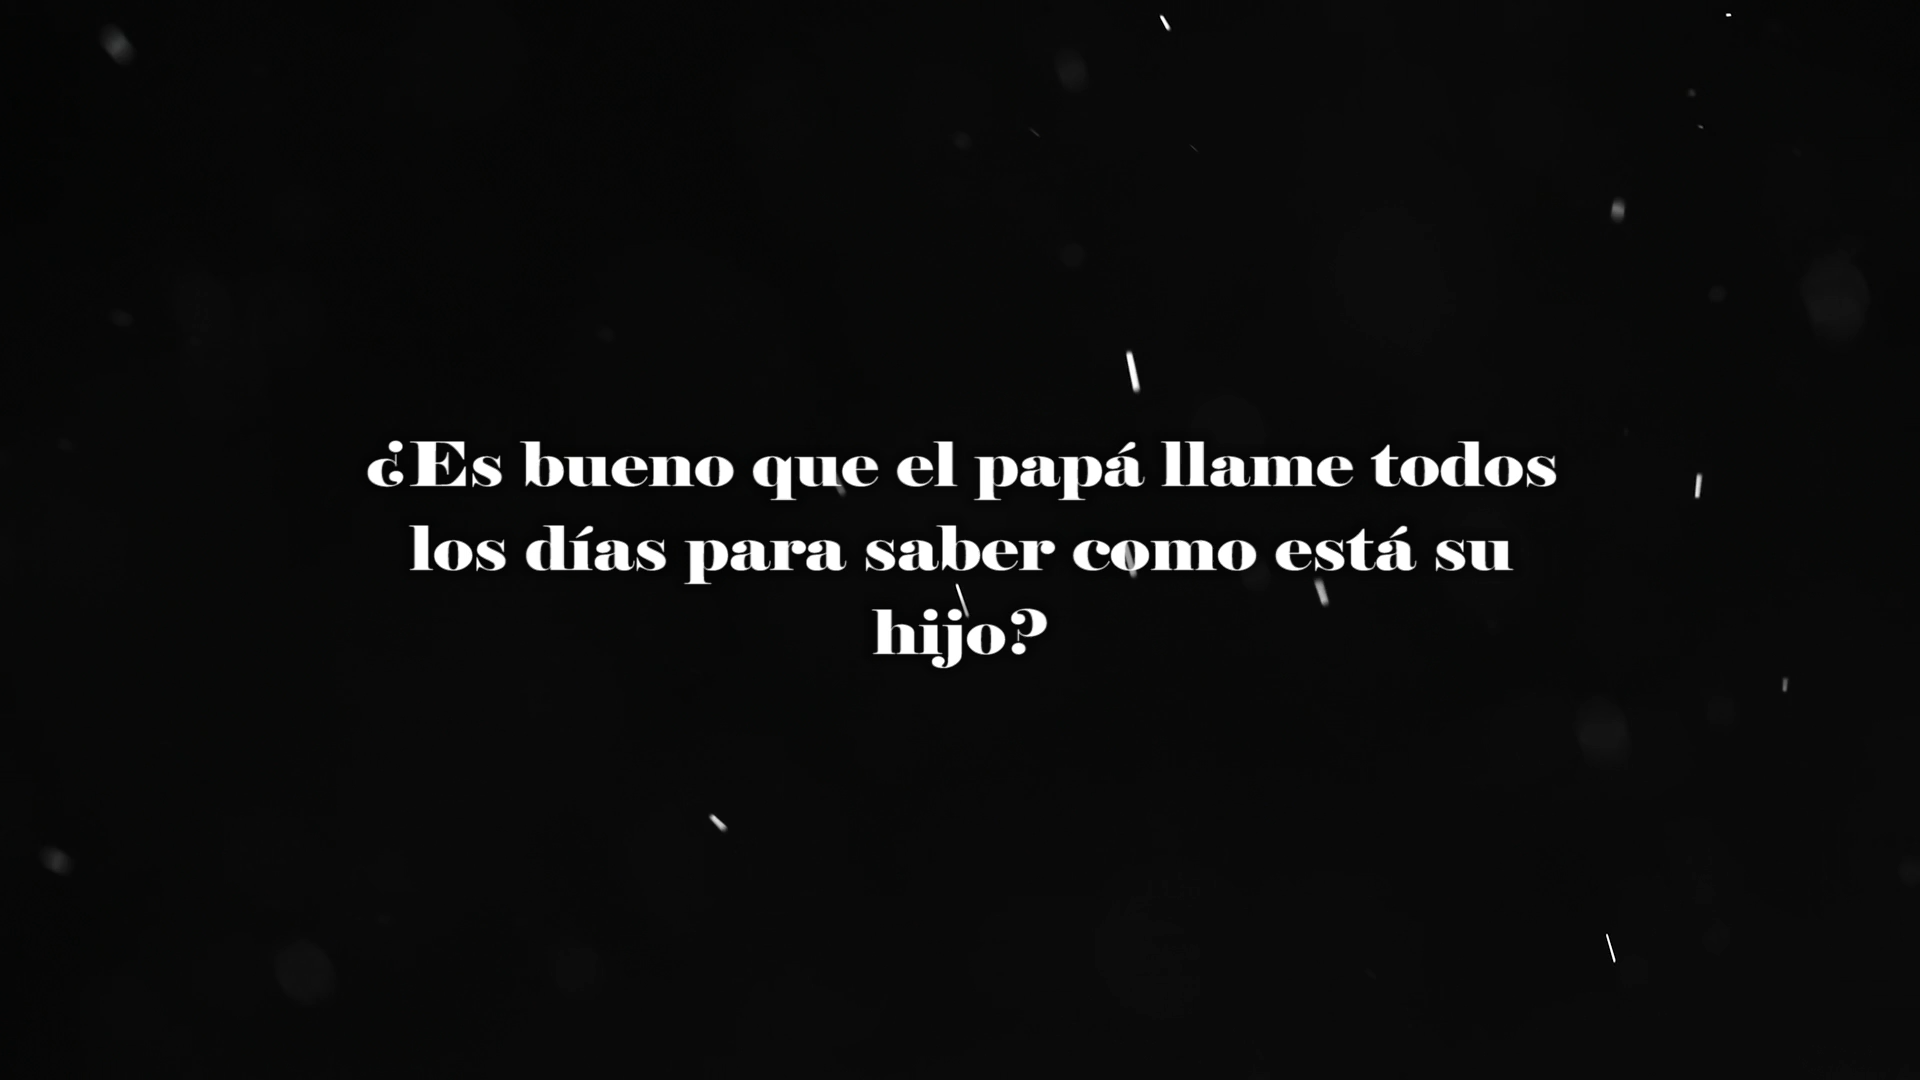 ¿Es bueno que el papá llame todos
los días para saber como está su
hijo?